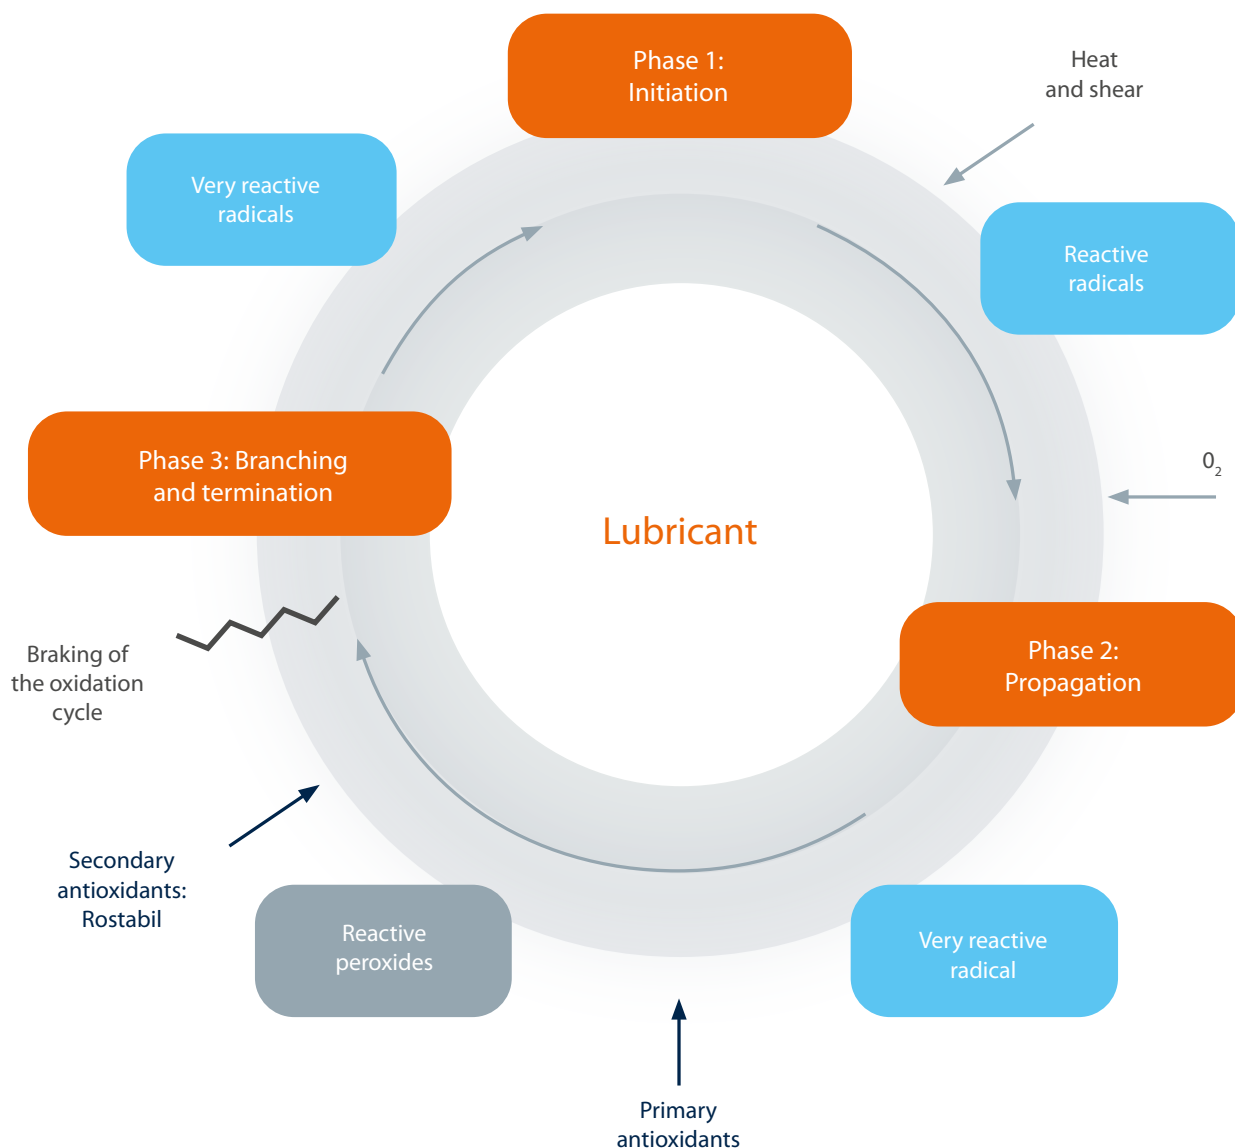 Phase 1:
Initiation
Heat
and shear
Very reactive
radicals
Reactive
radicals
Phase 3: Branching
and termination
0₂
Lubricant
Phase 2:
Propagation
Braking of
the oxidation
cycle
Secondary
antioxidants:
Rostabil
Reactive
peroxides
Very reactive
radical
Primary
antioxidants